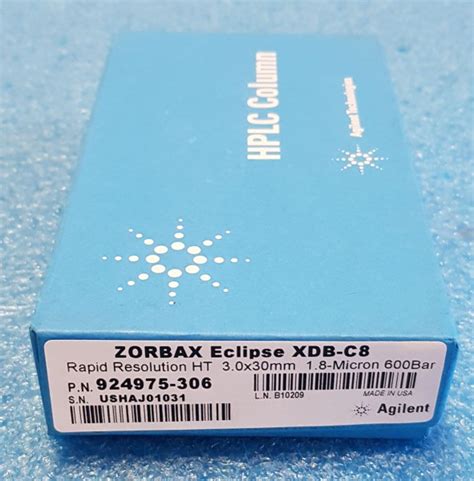 HPLC Column
Agilent Technologies
ZORBAX Eclipse XDB-C8
Rapid Resolution HT 3.0x30mm 1.8-Micron 600Bar
P.N. 924975-306
S.N. USHAJ01031
L.N. B10209
MADE IN USA
Agilent